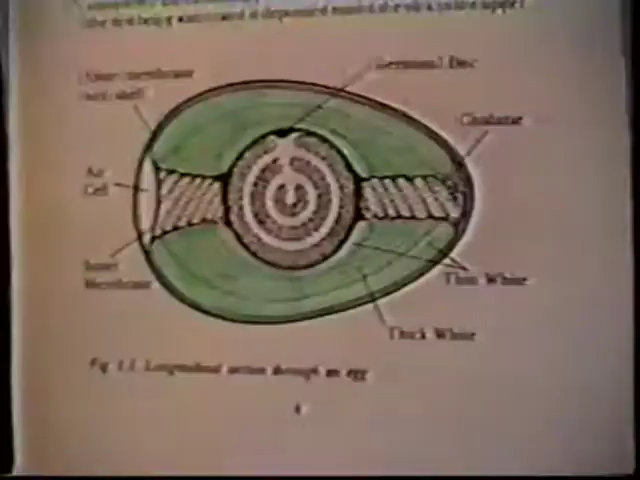 Outer membrane
and shell
Germinal Disc
Chalazae
Air
Cell
Inner
Membrane
Thin White
Thick White
Fig 1.1. Longitudinal section through an egg